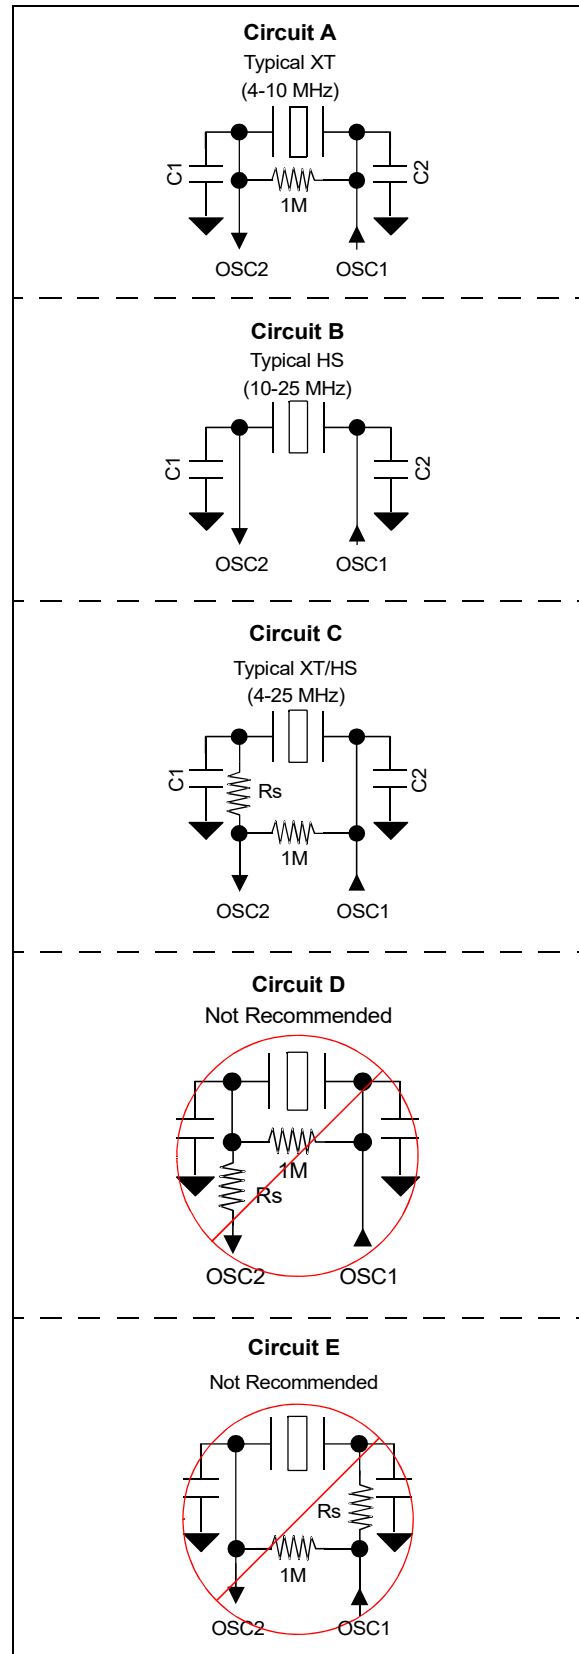 Circuit A
Typical XT
(4-10 MHz)
C1
C2
1M
OSC2 OSC1
Circuit B
Typical HS
(10-25 MHz)
C1
C2
OSC2 OSC1
Circuit C
Typical XT/HS
(4-25 MHz)
C1
Rs
C2
1M
OSC2 OSC1
Circuit D
Not Recommended
1M
Rs
OSC2 OSC1
Circuit E
Not Recommended
Rs
1M
OSC2 OSC1